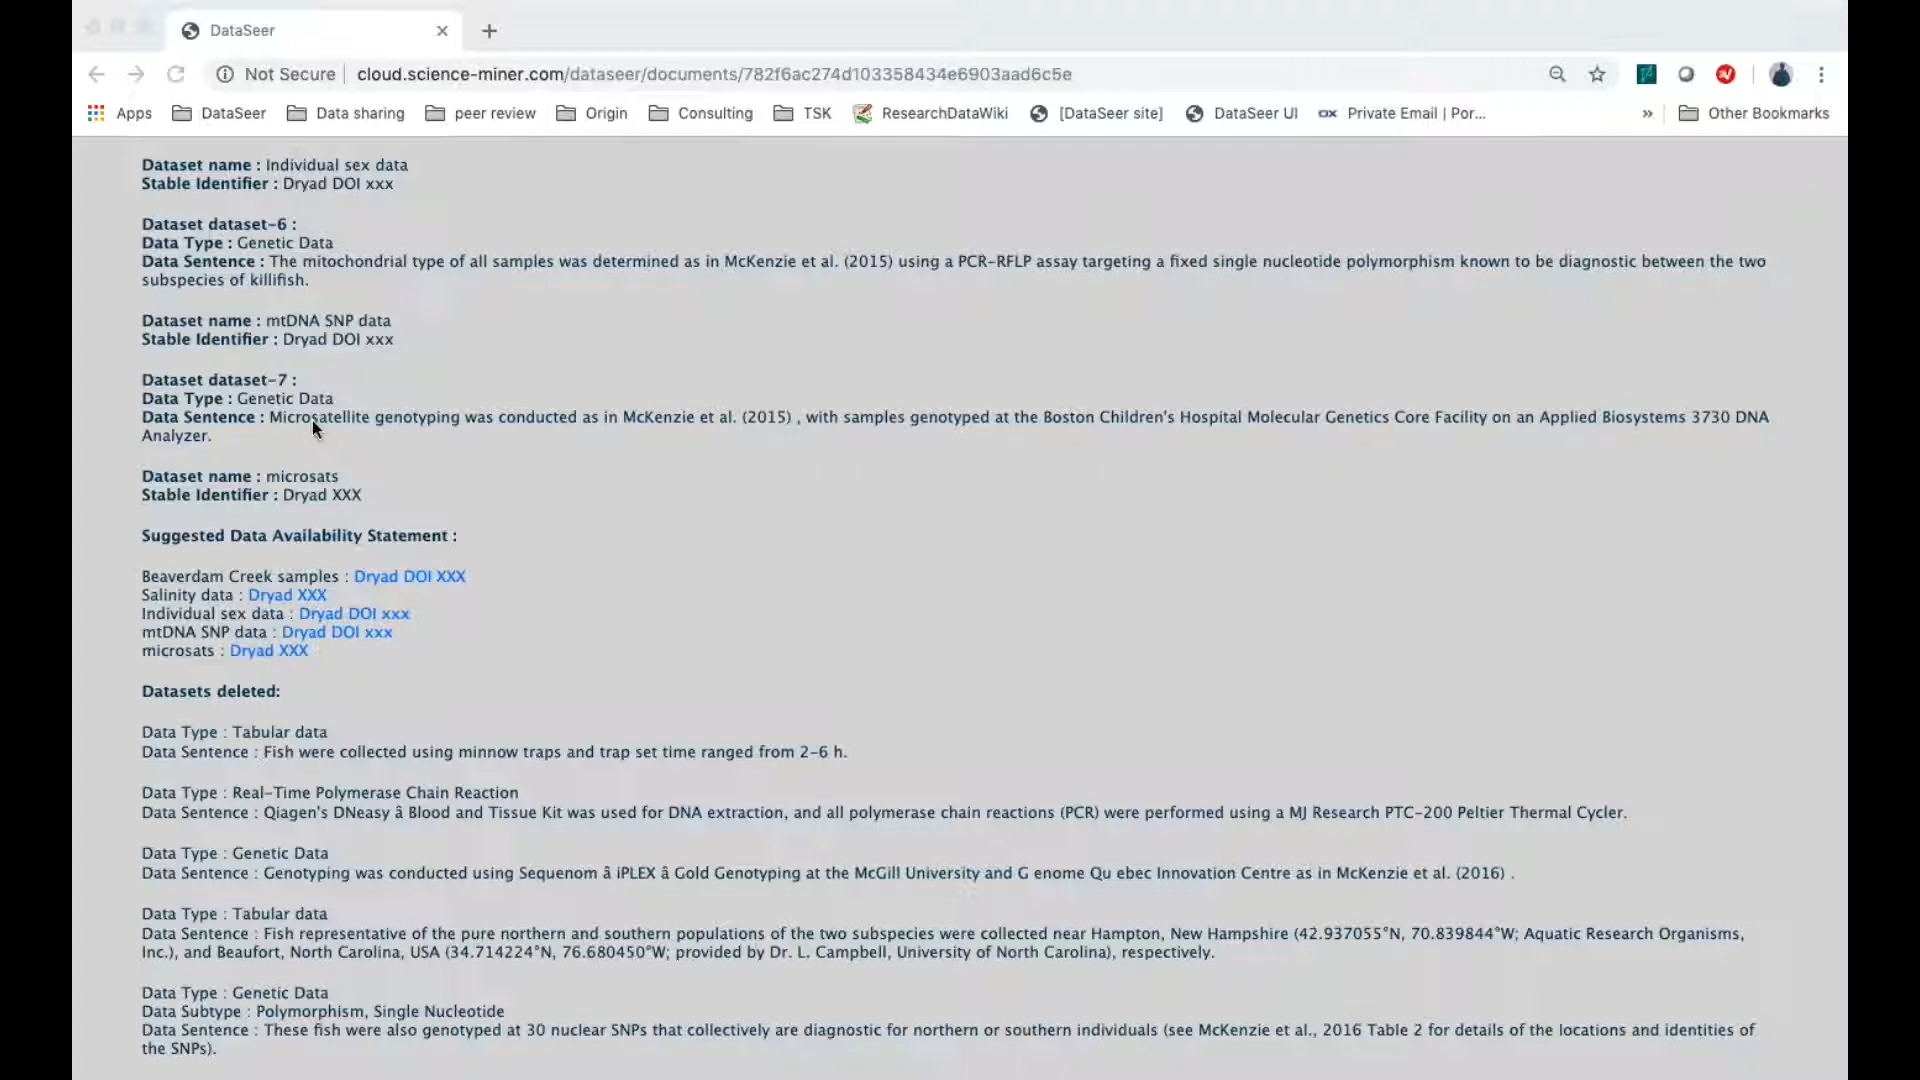 DataSeer
Not Secure cloud.science-miner.com/dataseer/documents/782f6ac274d103358434e6903aad6c5e
Apps DataSeer Data sharing peer review Origin Consulting TSK ResearchDataWiki [DataSeer site] DataSeer UI OX Private Email | Por... » Other Bookmarks
Dataset name : Individual sex data
Stable Identifier : Dryad DOI xxx
Dataset dataset-6 :
Data Type : Genetic Data
Data Sentence : The mitochondrial type of all samples was determined as in McKenzie et al. (2015) using a PCR-RFLP assay targeting a fixed single nucleotide polymorphism known to be diagnostic between the two
subspecies of killifish.
Dataset name : mtDNA SNP data
Stable Identifier : Dryad DOI xxx
Dataset dataset-7 :
Data Type : Genetic Data
Data Sentence : Microsatellite genotyping was conducted as in McKenzie et al. (2015) , with samples genotyped at the Boston Children's Hospital Molecular Genetics Core Facility on an Applied Biosystems 3730 DNA
Analyzer.
Dataset name : microsats
Stable Identifier : Dryad XXX
Suggested Data Availability Statement :
Beaverdam Creek samples : Dryad DOI XXX
Salinity data : Dryad XXX
Individual sex data : Dryad DOI xxx
mtDNA SNP data : Dryad DOI xxx
microsats : Dryad XXX
Datasets deleted:
Data Type : Tabular data
Data Sentence : Fish were collected using minnow traps and trap set time ranged from 2-6 h.
Data Type : Real-Time Polymerase Chain Reaction
Data Sentence : Qiagen's DNeasy â Blood and Tissue Kit was used for DNA extraction, and all polymerase chain reactions (PCR) were performed using a MJ Research PTC-200 Peltier Thermal Cycler.
Data Type : Genetic Data
Data Sentence : Genotyping was conducted using Sequenom â iPLEX â Gold Genotyping at the McGill University and G enome Qu ebec Innovation Centre as in McKenzie et al. (2016) .
Data Type : Tabular data
Data Sentence : Fish representative of the pure northern and southern populations of the two subspecies were collected near Hampton, New Hampshire (42.937055°N, 70.839844°W; Aquatic Research Organisms,
Inc.), and Beaufort, North Carolina, USA (34.714224°N, 76.680450°W; provided by Dr. L. Campbell, University of North Carolina), respectively.
Data Type : Genetic Data
Data Subtype : Polymorphism, Single Nucleotide
Data Sentence : These fish were also genotyped at 30 nuclear SNPs that collectively are diagnostic for northern or southern individuals (see McKenzie et al., 2016 Table 2 for details of the locations and identities of
the SNPs).